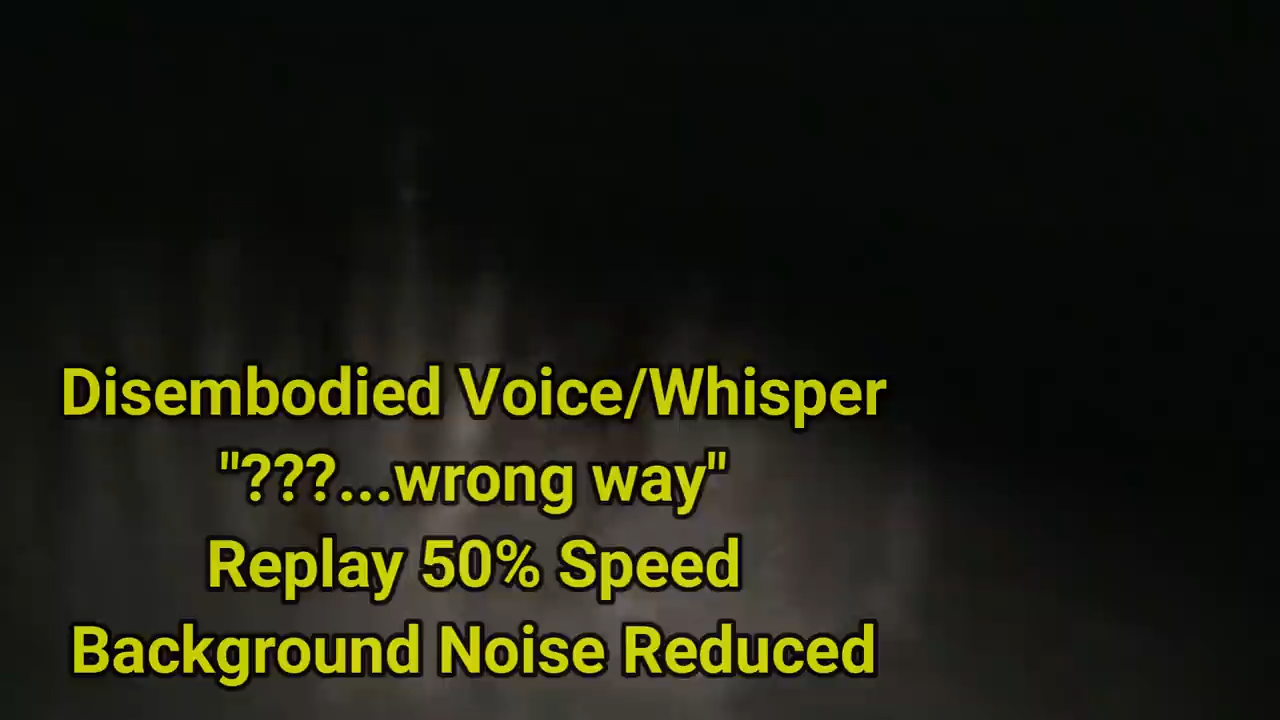 Disembodied Voice/Whisper
"???...wrong way"
Replay 50% Speed
Background Noise Reduced